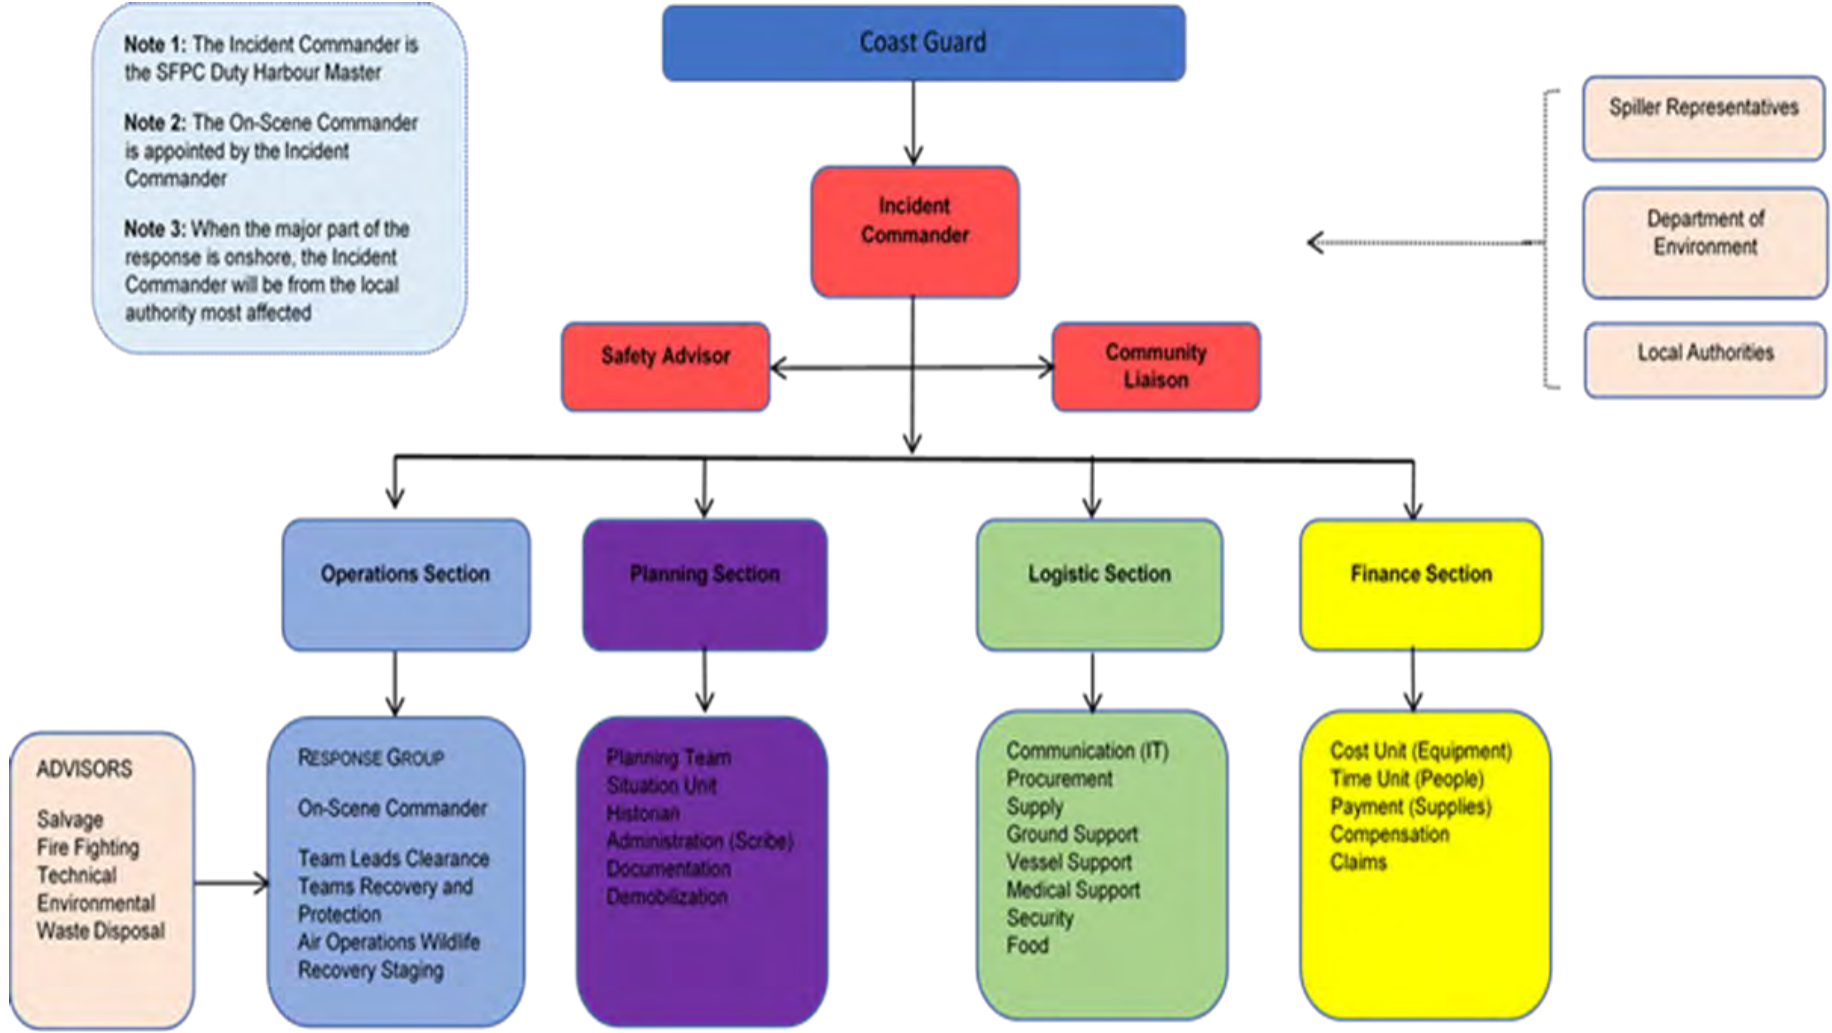 Note 1: The Incident Commander is
the SFPC Duty Harbour Master
Note 2: The On-Scene Commander
is appointed by the Incident
Commander
Note 3: When the major part of the
response is onshore, the Incident
Commander will be from the local
authority most affected
Coast Guard
Incident
Commander
Spiller Representatives
Department of
Environment
Local Authorities
Safety Advisor
Community
Liaison
Operations Section
Planning Section
Logistic Section
Finance Section
ADVISORS
Salvage
Fire Fighting
Technical
Environmental
Waste Disposal
RESPONSE GROUP
On-Scene Commander
Team Leads Clearance
Teams Recovery and
Protection
Air Operations Wildlife
Recovery Staging
Planning Team
Situation Unit
Historian
Administration (Scribe)
Documentation
Demobilization
Communication (IT)
Procurement
Supply
Ground Support
Vessel Support
Medical Support
Security
Food
Cost Unit (Equipment)
Time Unit (People)
Payment (Supplies)
Compensation
Claims